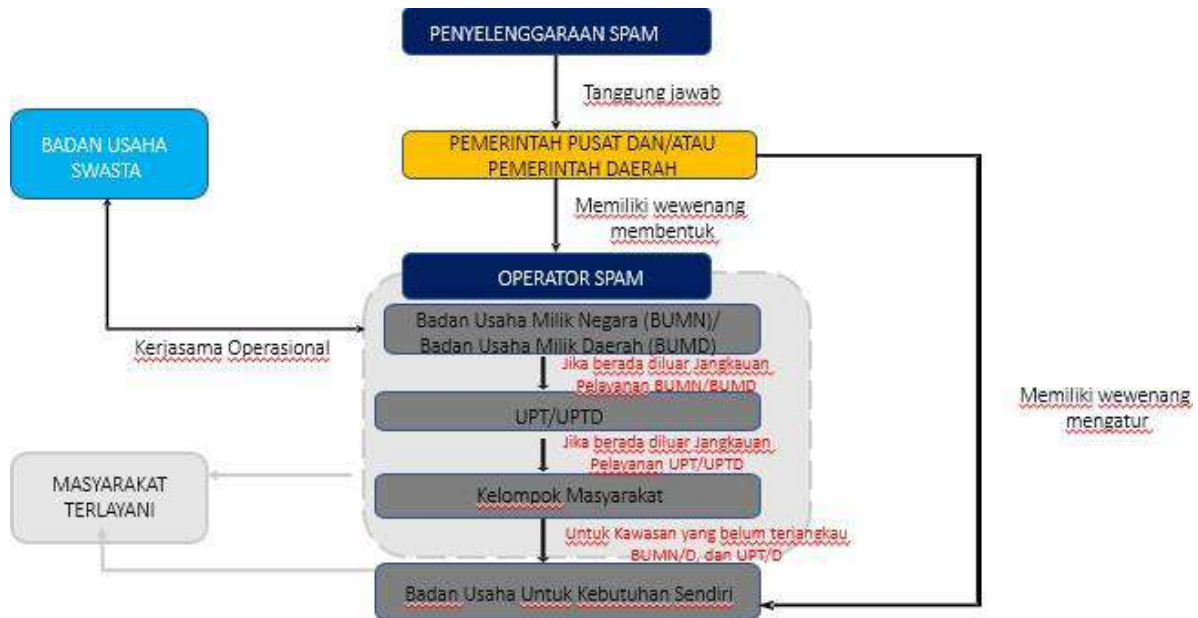 PENYELENGGARAAN SPAM
Tanggung jawab
BADAN USAHA
SWASTA
PEMERINTAH PUSAT DAN/ATAU
PEMERINTAH DAERAH
Memiliki wewenang
membentuk
OPERATOR SPAM
Badan Usaha Milik Negara (BUMN)/
Badan Usaha Milik Daerah (BUMD)
Kerjasama Operasional
Jika berada diluar Jangkauan
Pelayanan BUMN/BUMD
UPT/UPTD
Memiliki wewenang
mengatur
Jika berada diluar Jangkauan
Pelayanan UPT/UPTD
MASYARAKAT
TERLAYANI
Kelompok Masyarakat
Untuk Kawasan yang belum terjangkau
BUMN/D, dan UPT/D
Badan Usaha Untuk Kebutuhan Sendiri